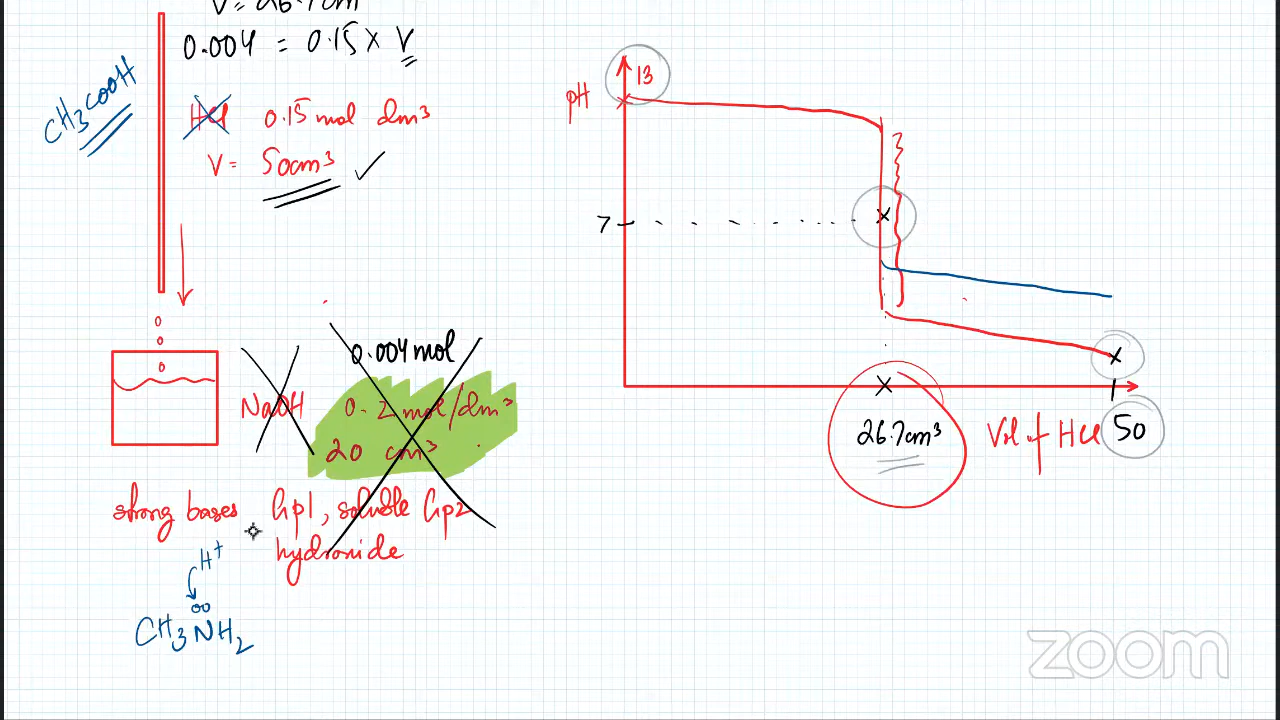 V = 26.7cm³
0.004 = 0.15 × V
CH3COOH
HCl 0.15 mol dm³
V = 50cm³ ✓
0.004 mol
NaOH 0.2 mol/dm³
20 cm³
strong bases Gp1, soluble Gp2
hydroxide
H+
CH3NH2
13
pH
7
26.7cm³ Vol of HCl 50
zoom